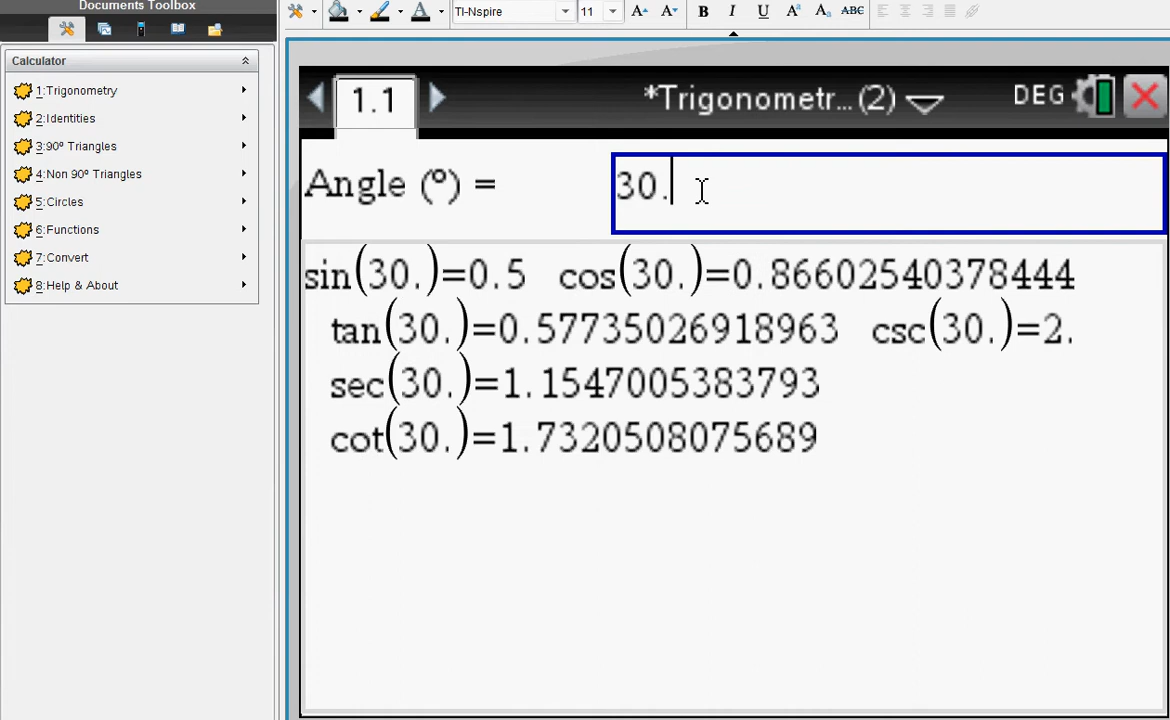 Documents Toolbox
TI-Nspire 11 B I U A A ABC
Calculator
1:Trigonometry
2:Identities
3:90º Triangles
4:Non 90º Triangles
5:Circles
6:Functions
7:Convert
8:Help & About
1.1 *Trigonometr...(2) DEG
Angle (º) = 30.
sin(30.)=0.5 cos(30.)=0.86602540378444
tan(30.)=0.57735026918963 csc(30.)=2.
sec(30.)=1.1547005383793
cot(30.)=1.7320508075689